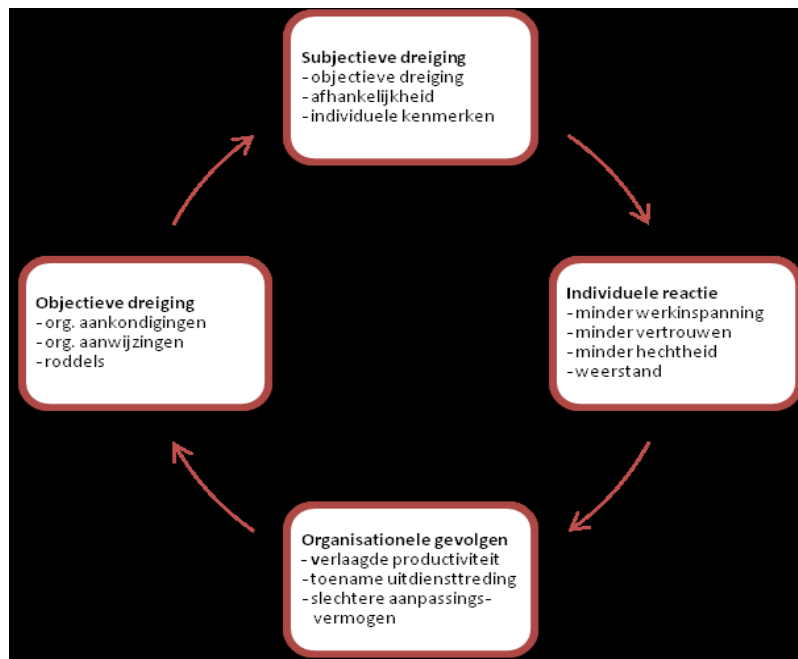 Subjectieve dreiging
- objectieve dreiging
- afhankelijkheid
- individuele kenmerken
Individuele reactie
- minder werkinspanning
- minder vertrouwen
- minder hechtheid
- weerstand
Organisationele gevolgen
- verlaagde productiviteit
- toename uitdiensttreding
- slechtere aanpassings-
vermogen
Objectieve dreiging
- org. aankondigingen
- org. aanwijzingen
- roddels